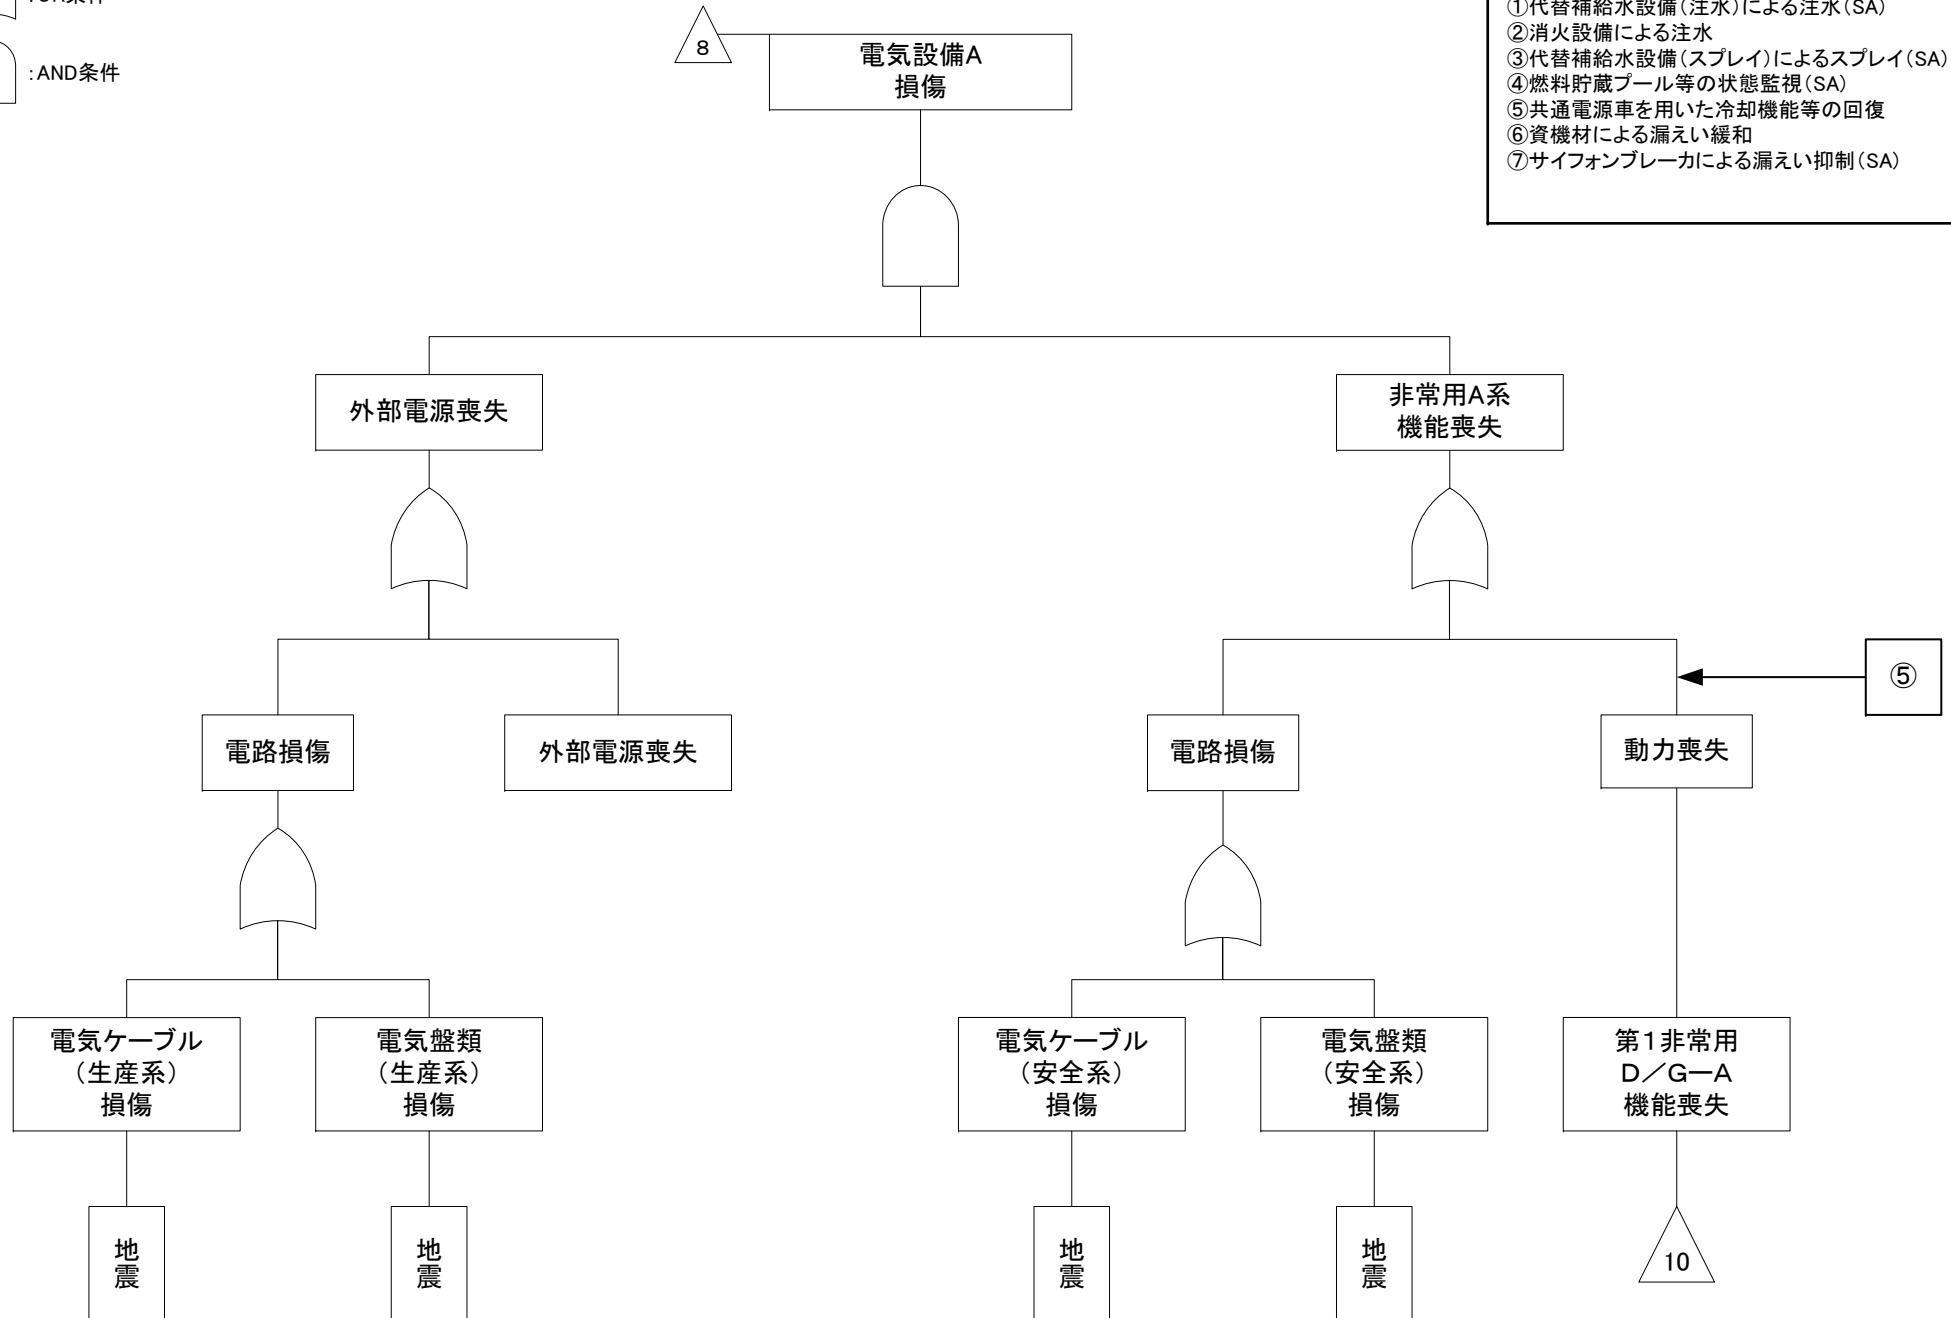 :OR条件
:AND条件
8
電気設備A
損傷
①代替補給水設備（注水）による注水（SA）
②消火設備による注水
③代替補給水設備（スプレイ）によるスプレイ（SA）
④燃料貯蔵プール等の状態監視（SA）
⑤共通電源車を用いた冷却機能等の回復
⑥資機材による漏えい緩和
⑦サイフォンブレーカによる漏えい抑制（SA）
外部電源喪失
非常用A系
機能喪失
⑤
電路損傷
外部電源喪失
電路損傷
動力喪失
電気ケーブル
（生産系）
損傷
電気盤類
（生産系）
損傷
電気ケーブル
（安全系）
損傷
電気盤類
（安全系）
損傷
第１非常用
Ｄ／Ｇ―Ａ
機能喪失
地
震
地
震
地
震
地
震
10